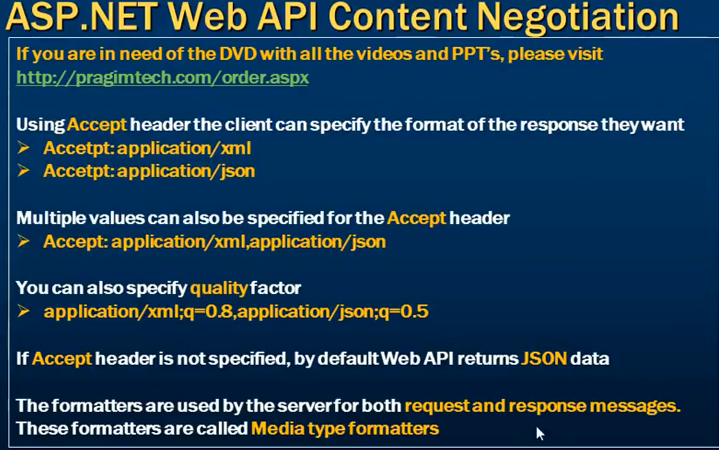 ASP.NET Web API Content Negotiation
If you are in need of the DVD with all the videos and PPT's, please visit
http://pragimtech.com/order.aspx
Using Accept header the client can specify the format of the response they want
Accetpt: application/xml
Accetpt: application/json
Multiple values can also be specified for the Accept header
Accept: application/xml,application/json
You can also specify quality factor
application/xml;q=0.8,application/json;q=0.5
If Accept header is not specified, by default Web API returns JSON data
The formatters are used by the server for both request and response messages.
These formatters are called Media type formatters